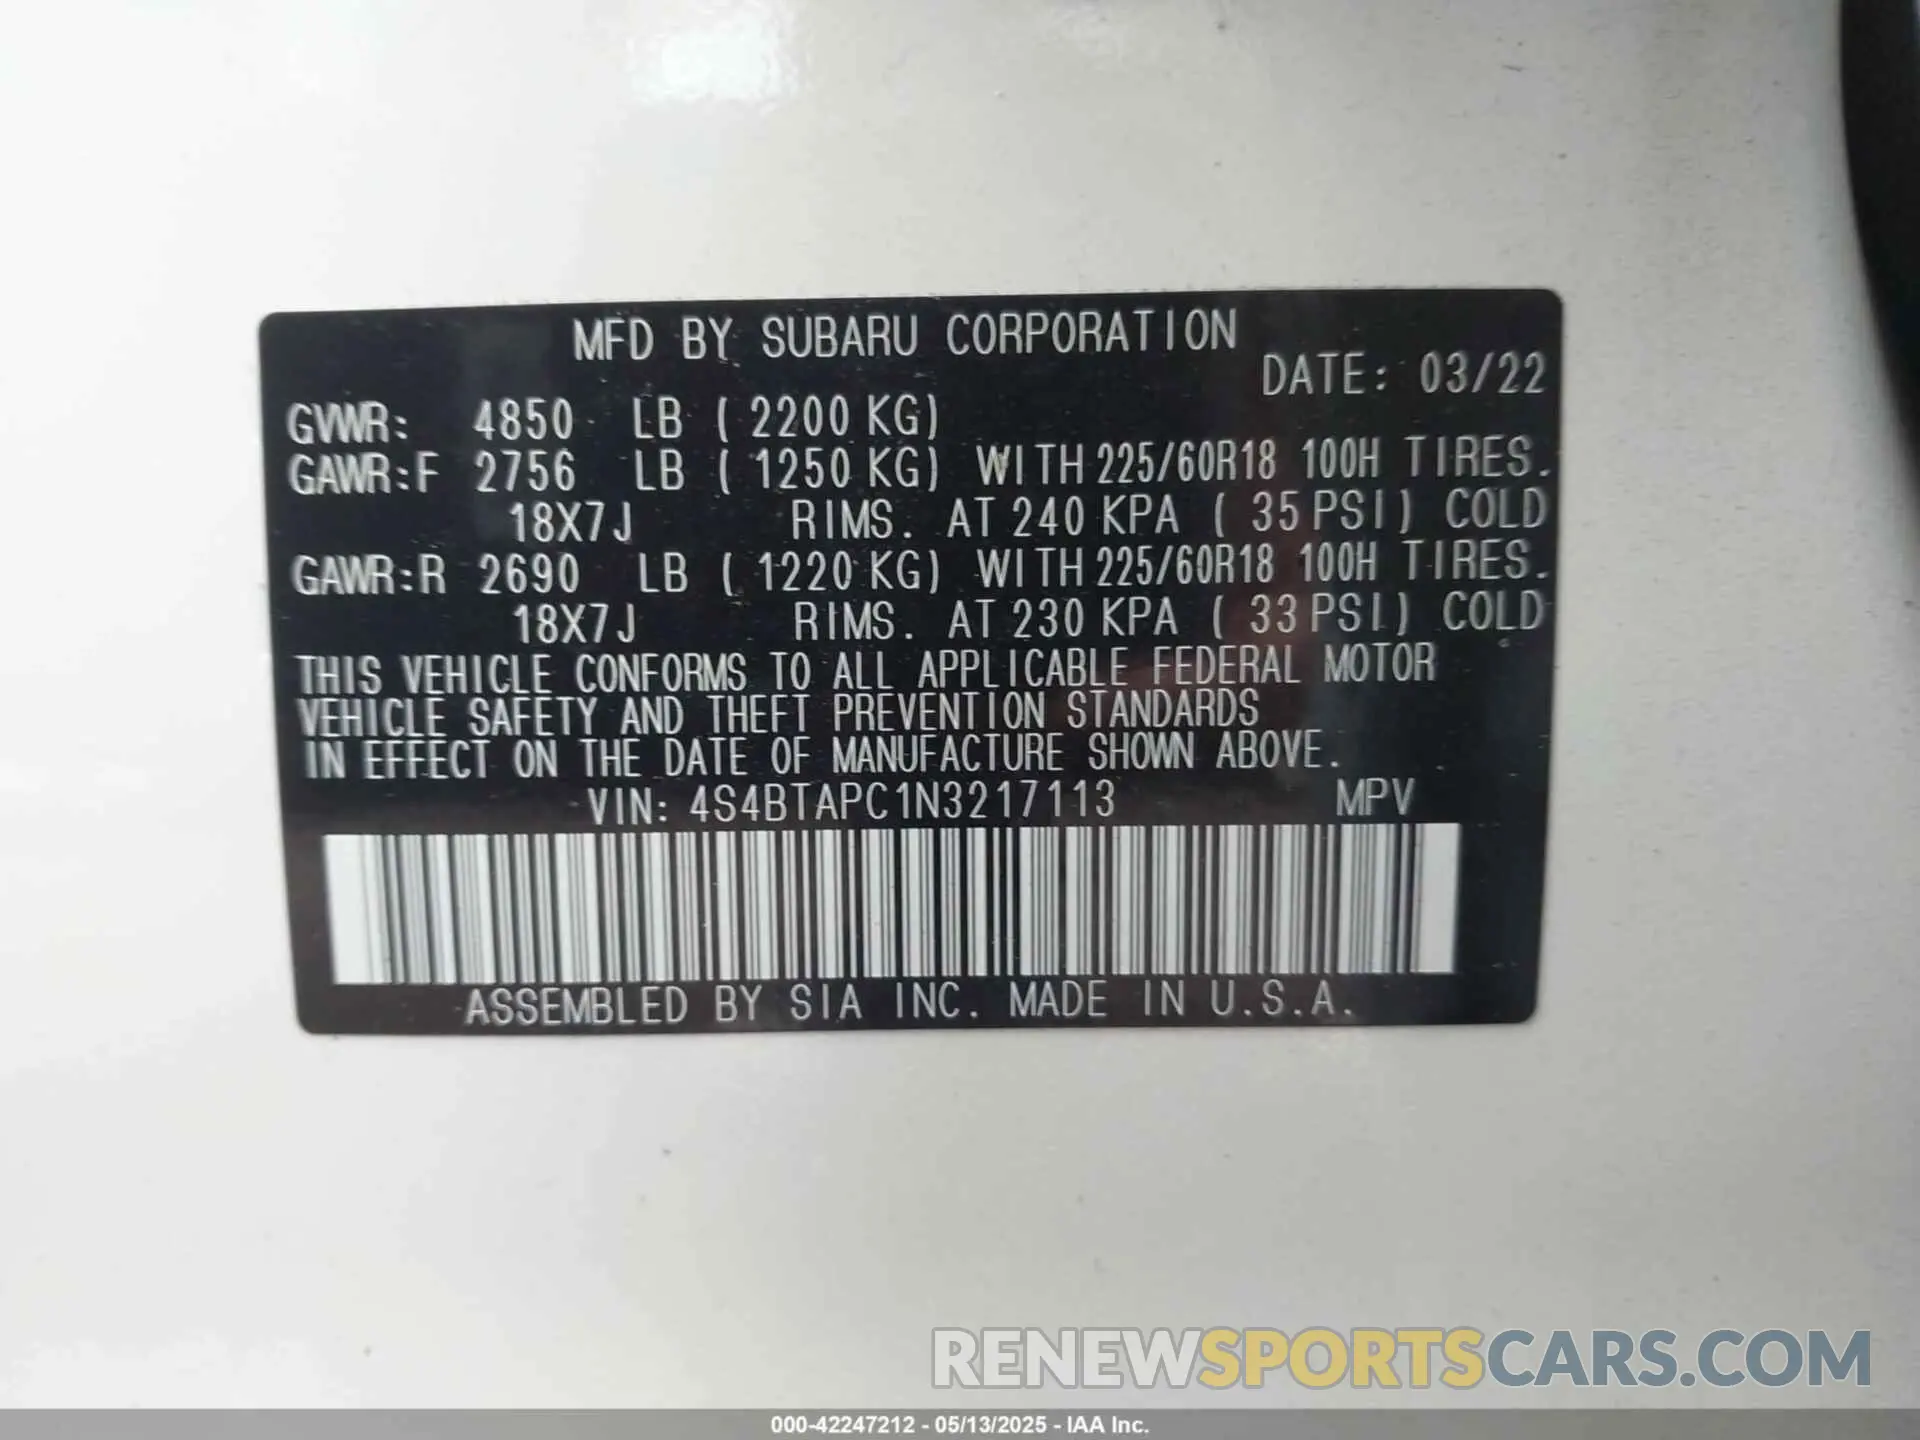 MFD BY SUBARU CORPORATION
DATE: 03/22
GVWR: 4850 LB ( 2200 KG)
GAWR:F 2756 LB ( 1250 KG) WITH 225/60R18 100H TIRES.
18X7J RIMS. AT 240 KPA ( 35 PSI) COLD
GAWR:R 2690 LB ( 1220 KG) WITH 225/60R18 100H TIRES.
18X7J RIMS. AT 230 KPA ( 33 PSI) COLD
THIS VEHICLE CONFORMS TO ALL APPLICABLE FEDERAL MOTOR
VEHICLE SAFETY AND THEFT PREVENTION STANDARDS
IN EFFECT ON THE DATE OF MANUFACTURE SHOWN ABOVE.
VIN: 4S4BTAPC1N3217113 MPV
ASSEMBLED BY SIA INC. MADE IN U.S.A.
RENEWSPORTSCARS.COM
000-42247212 - 05/13/2025 - IAA Inc.